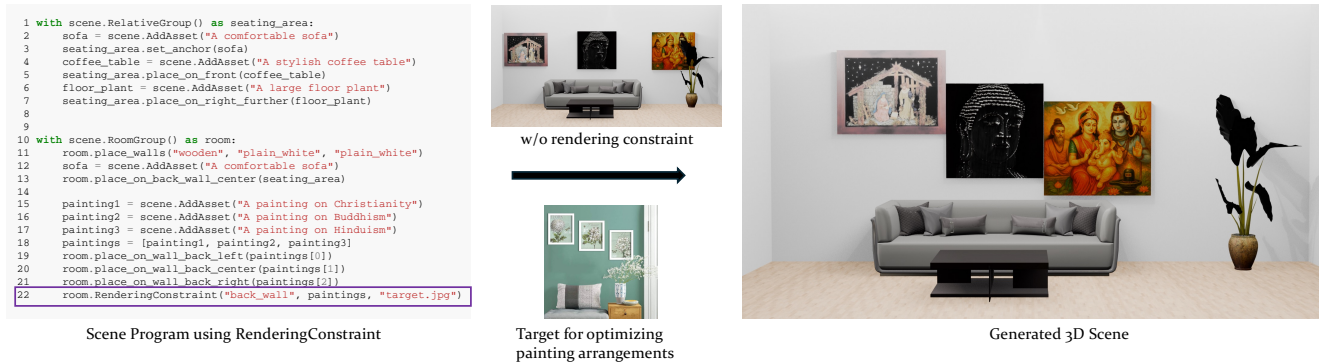 1 with scene.RelativeGroup() as seating_area:
2 sofa = scene.AddAsset("A comfortable sofa")
3 seating_area.set_anchor(sofa)
4 coffee_table = scene.AddAsset("A stylish coffee table")
5 seating_area.place_on_front(coffee_table)
6 floor_plant = scene.AddAsset("A large floor plant")
7 seating_area.place_on_right_further(floor_plant)
8
9
10 with scene.RoomGroup() as room:
11 room.place_walls("wooden", "plain_white", "plain_white")
12 sofa = scene.AddAsset("A comfortable sofa")
13 room.place_on_back_wall_center(seating_area)
14
15 painting1 = scene.AddAsset("A painting on Christianity")
16 painting2 = scene.AddAsset("A painting on Buddhism")
17 painting3 = scene.AddAsset("A painting on Hinduism")
18 paintings = [painting1, painting2, painting3]
19 room.place_on_wall_back_left(paintings[0])
20 room.place_on_wall_back_center(paintings[1])
21 room.place_on_wall_back_right(paintings[2])
22 room.RenderingConstraint("back_wall", paintings, "target.jpg")
Scene Program using RenderingConstraint
w/o rendering constraint
Target for optimizing
painting arrangements
Generated 3D Scene